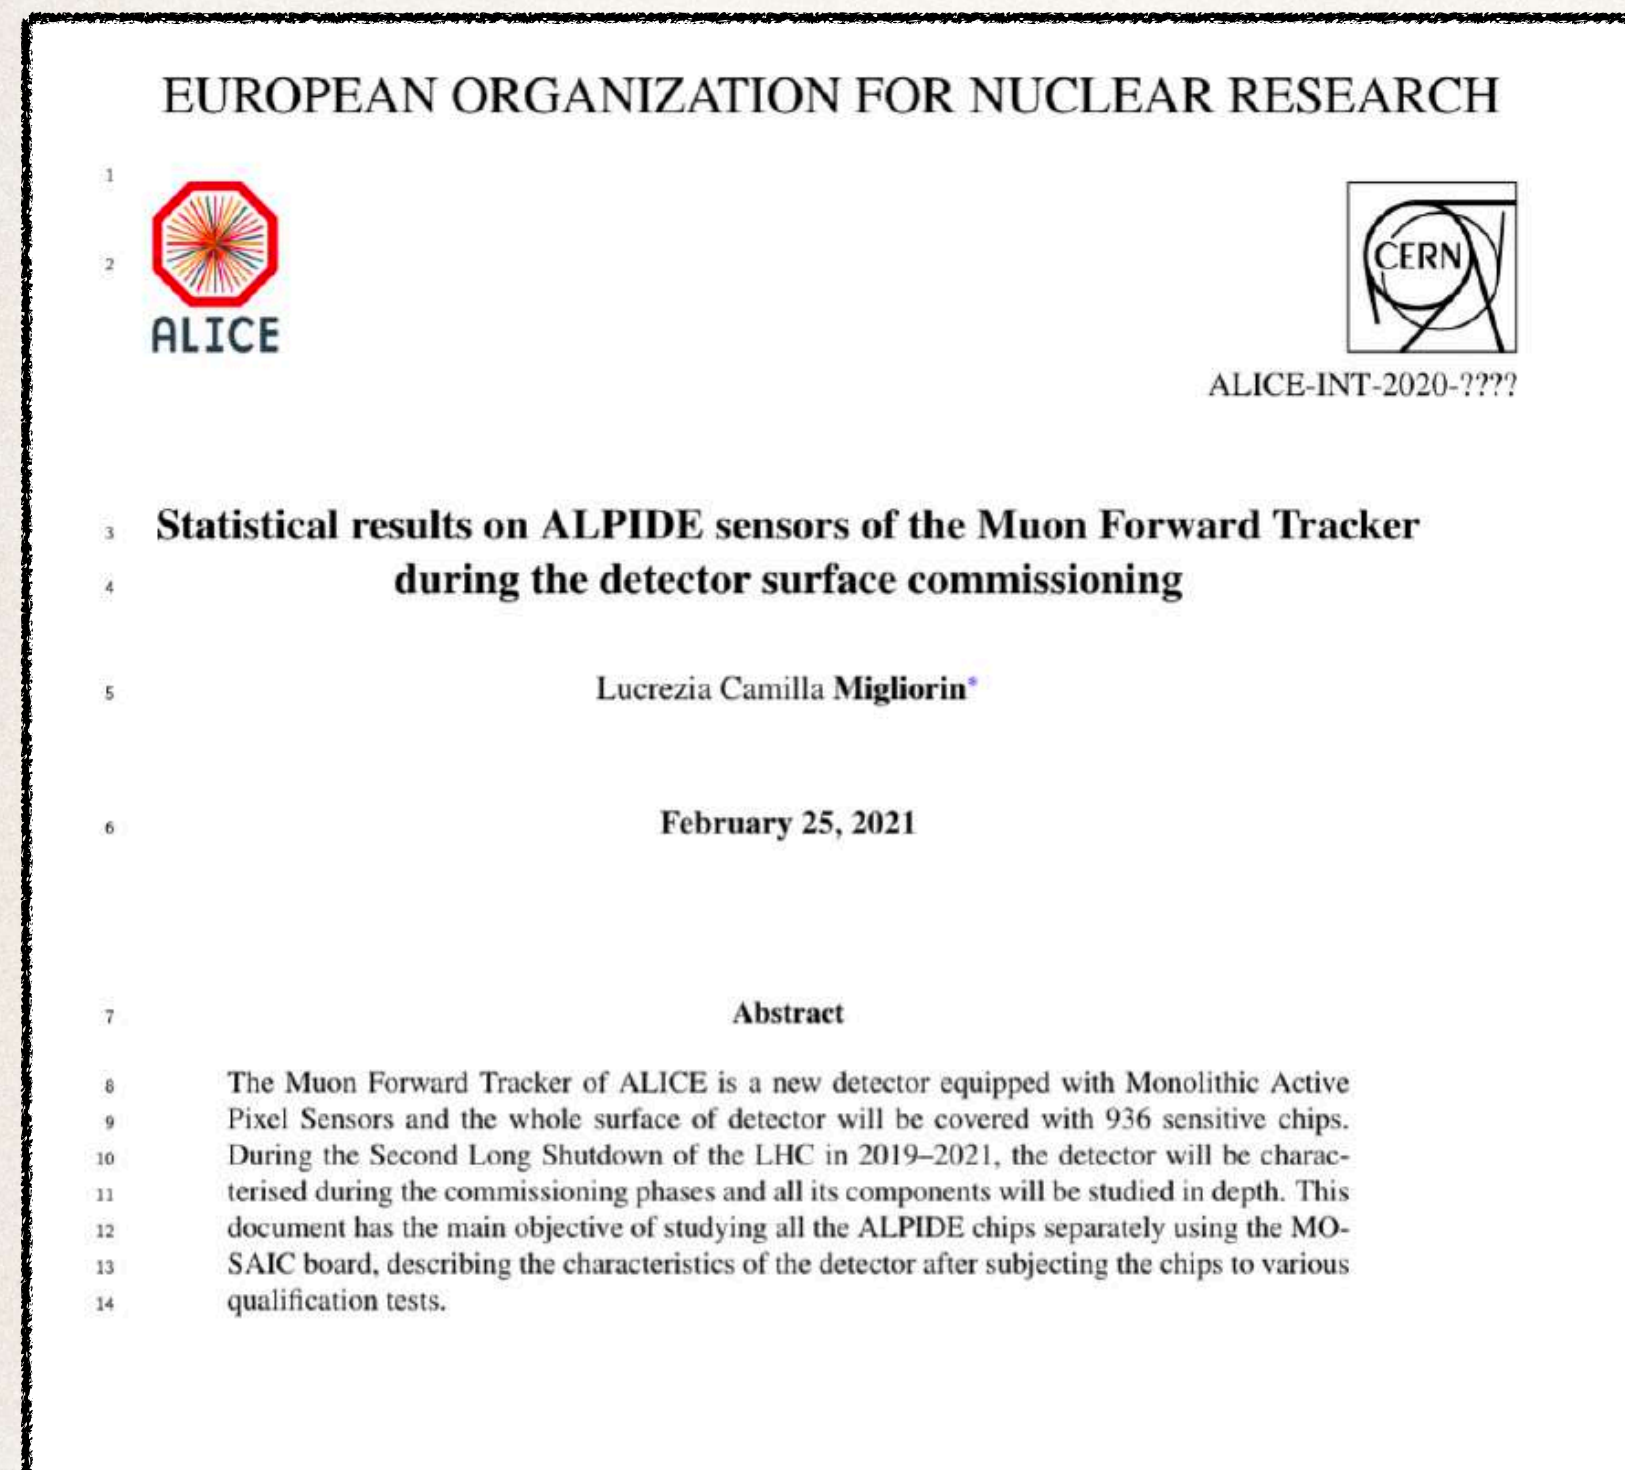 EUROPEAN ORGANIZATION FOR NUCLEAR RESEARCH
1
2
ALICE
CERN
ALICE-INT-2020-????
3 Statistical results on ALPIDE sensors of the Muon Forward Tracker
4 during the detector surface commissioning
5 Lucrezia Camilla Migliorin*
6 February 25, 2021
7 Abstract
8 The Muon Forward Tracker of ALICE is a new detector equipped with Monolithic Active
9 Pixel Sensors and the whole surface of detector will be covered with 936 sensitive chips.
10 During the Second Long Shutdown of the LHC in 2019–2021, the detector will be charac-
11 terised during the commissioning phases and all its components will be studied in depth. This
12 document has the main objective of studying all the ALPIDE chips separately using the MO-
13 SAIC board, describing the characteristics of the detector after subjecting the chips to various
14 qualification tests.